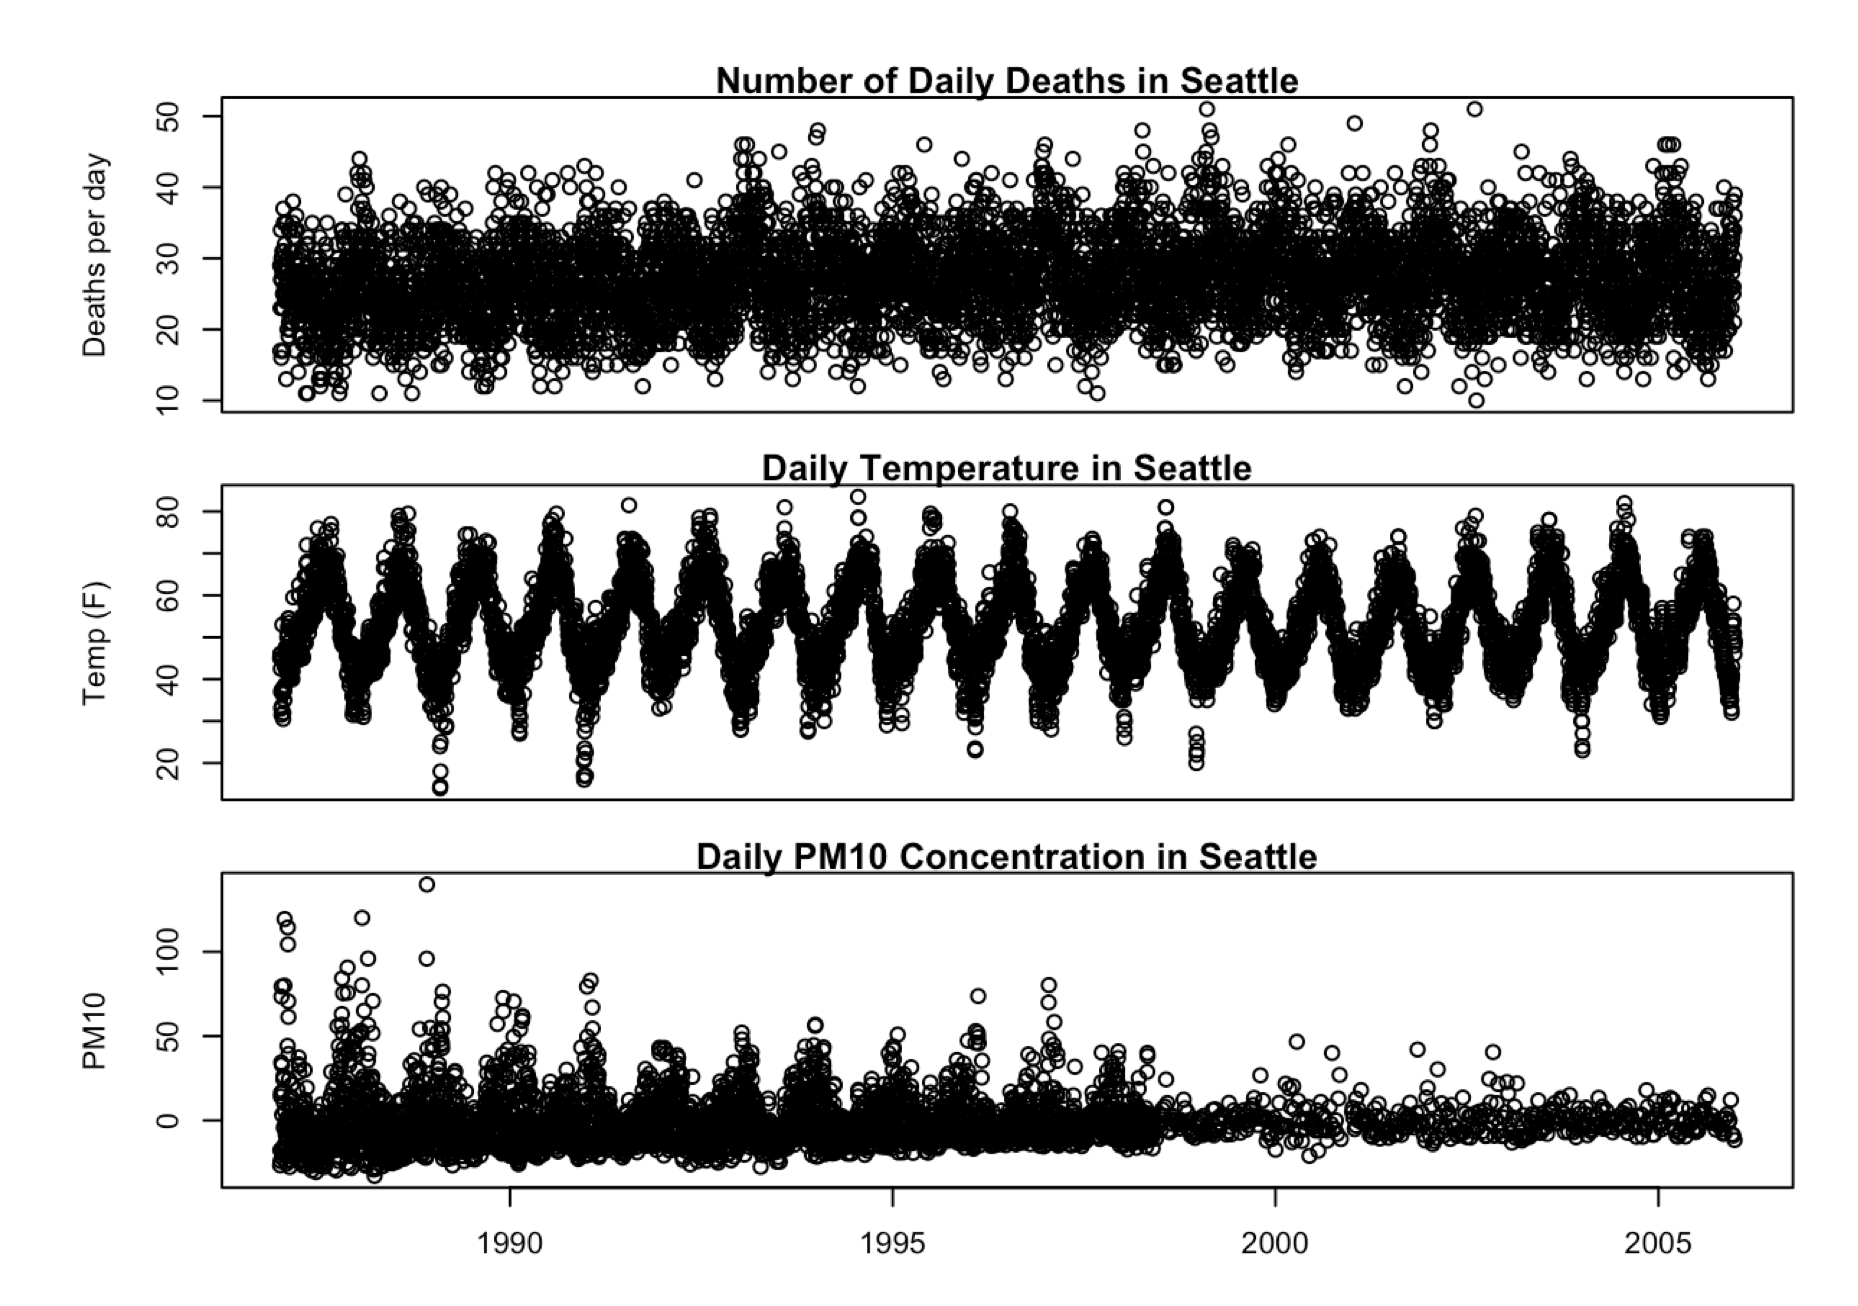 Number of Daily Deaths in Seattle
Deaths per day
50
40
30
20
10
Daily Temperature in Seattle
Temp (F)
80
60
40
20
Daily PM10 Concentration in Seattle
PM10
100
50
0
1990 1995 2000 2005